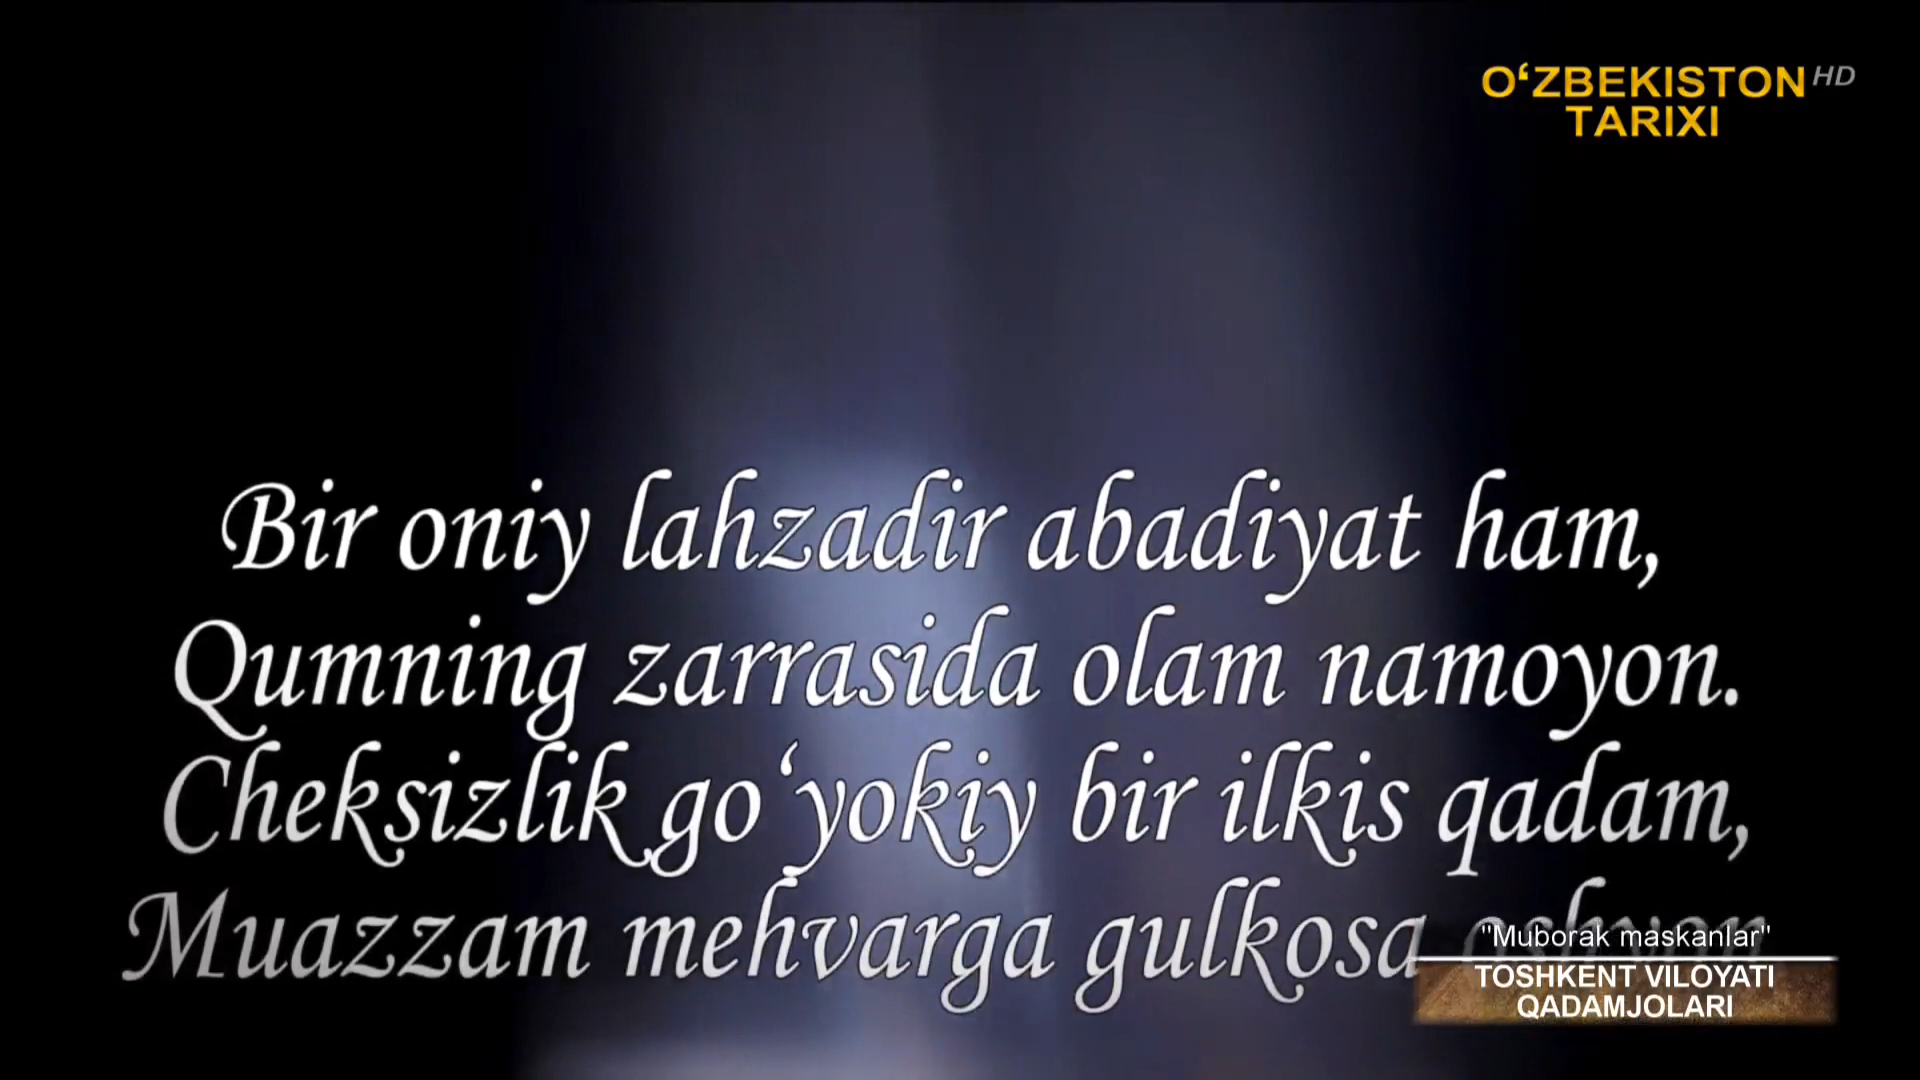 O‘ZBEKISTON HD
TARIXI
Bir oniy lahzadir abadiyat ham,
Qumning zarrasida olam namoyon.
Cheksizlik go‘yokiy bir ilkis qadam,
Muazzam mehvarga gulkosa
"Muborak maskanlar"
TOSHKENT VILOYATI
QADAMJOLARI